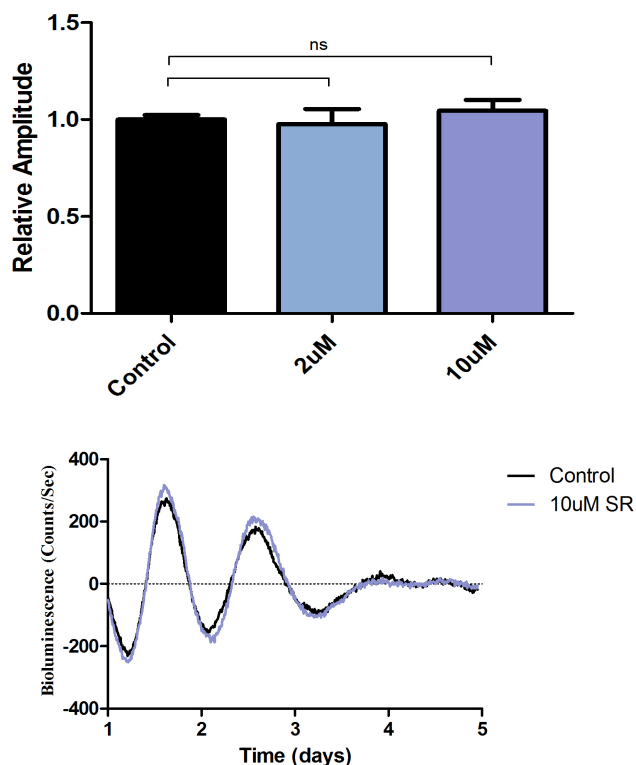 1.5
ns
1.0
0.5
0.0
Relative Amplitude
Control
2uM
10uM
400
200
0
-200
-400
Bioluminescence (Counts/Sec)
1
2
3
4
5
Time (days)
Control
10uM SR